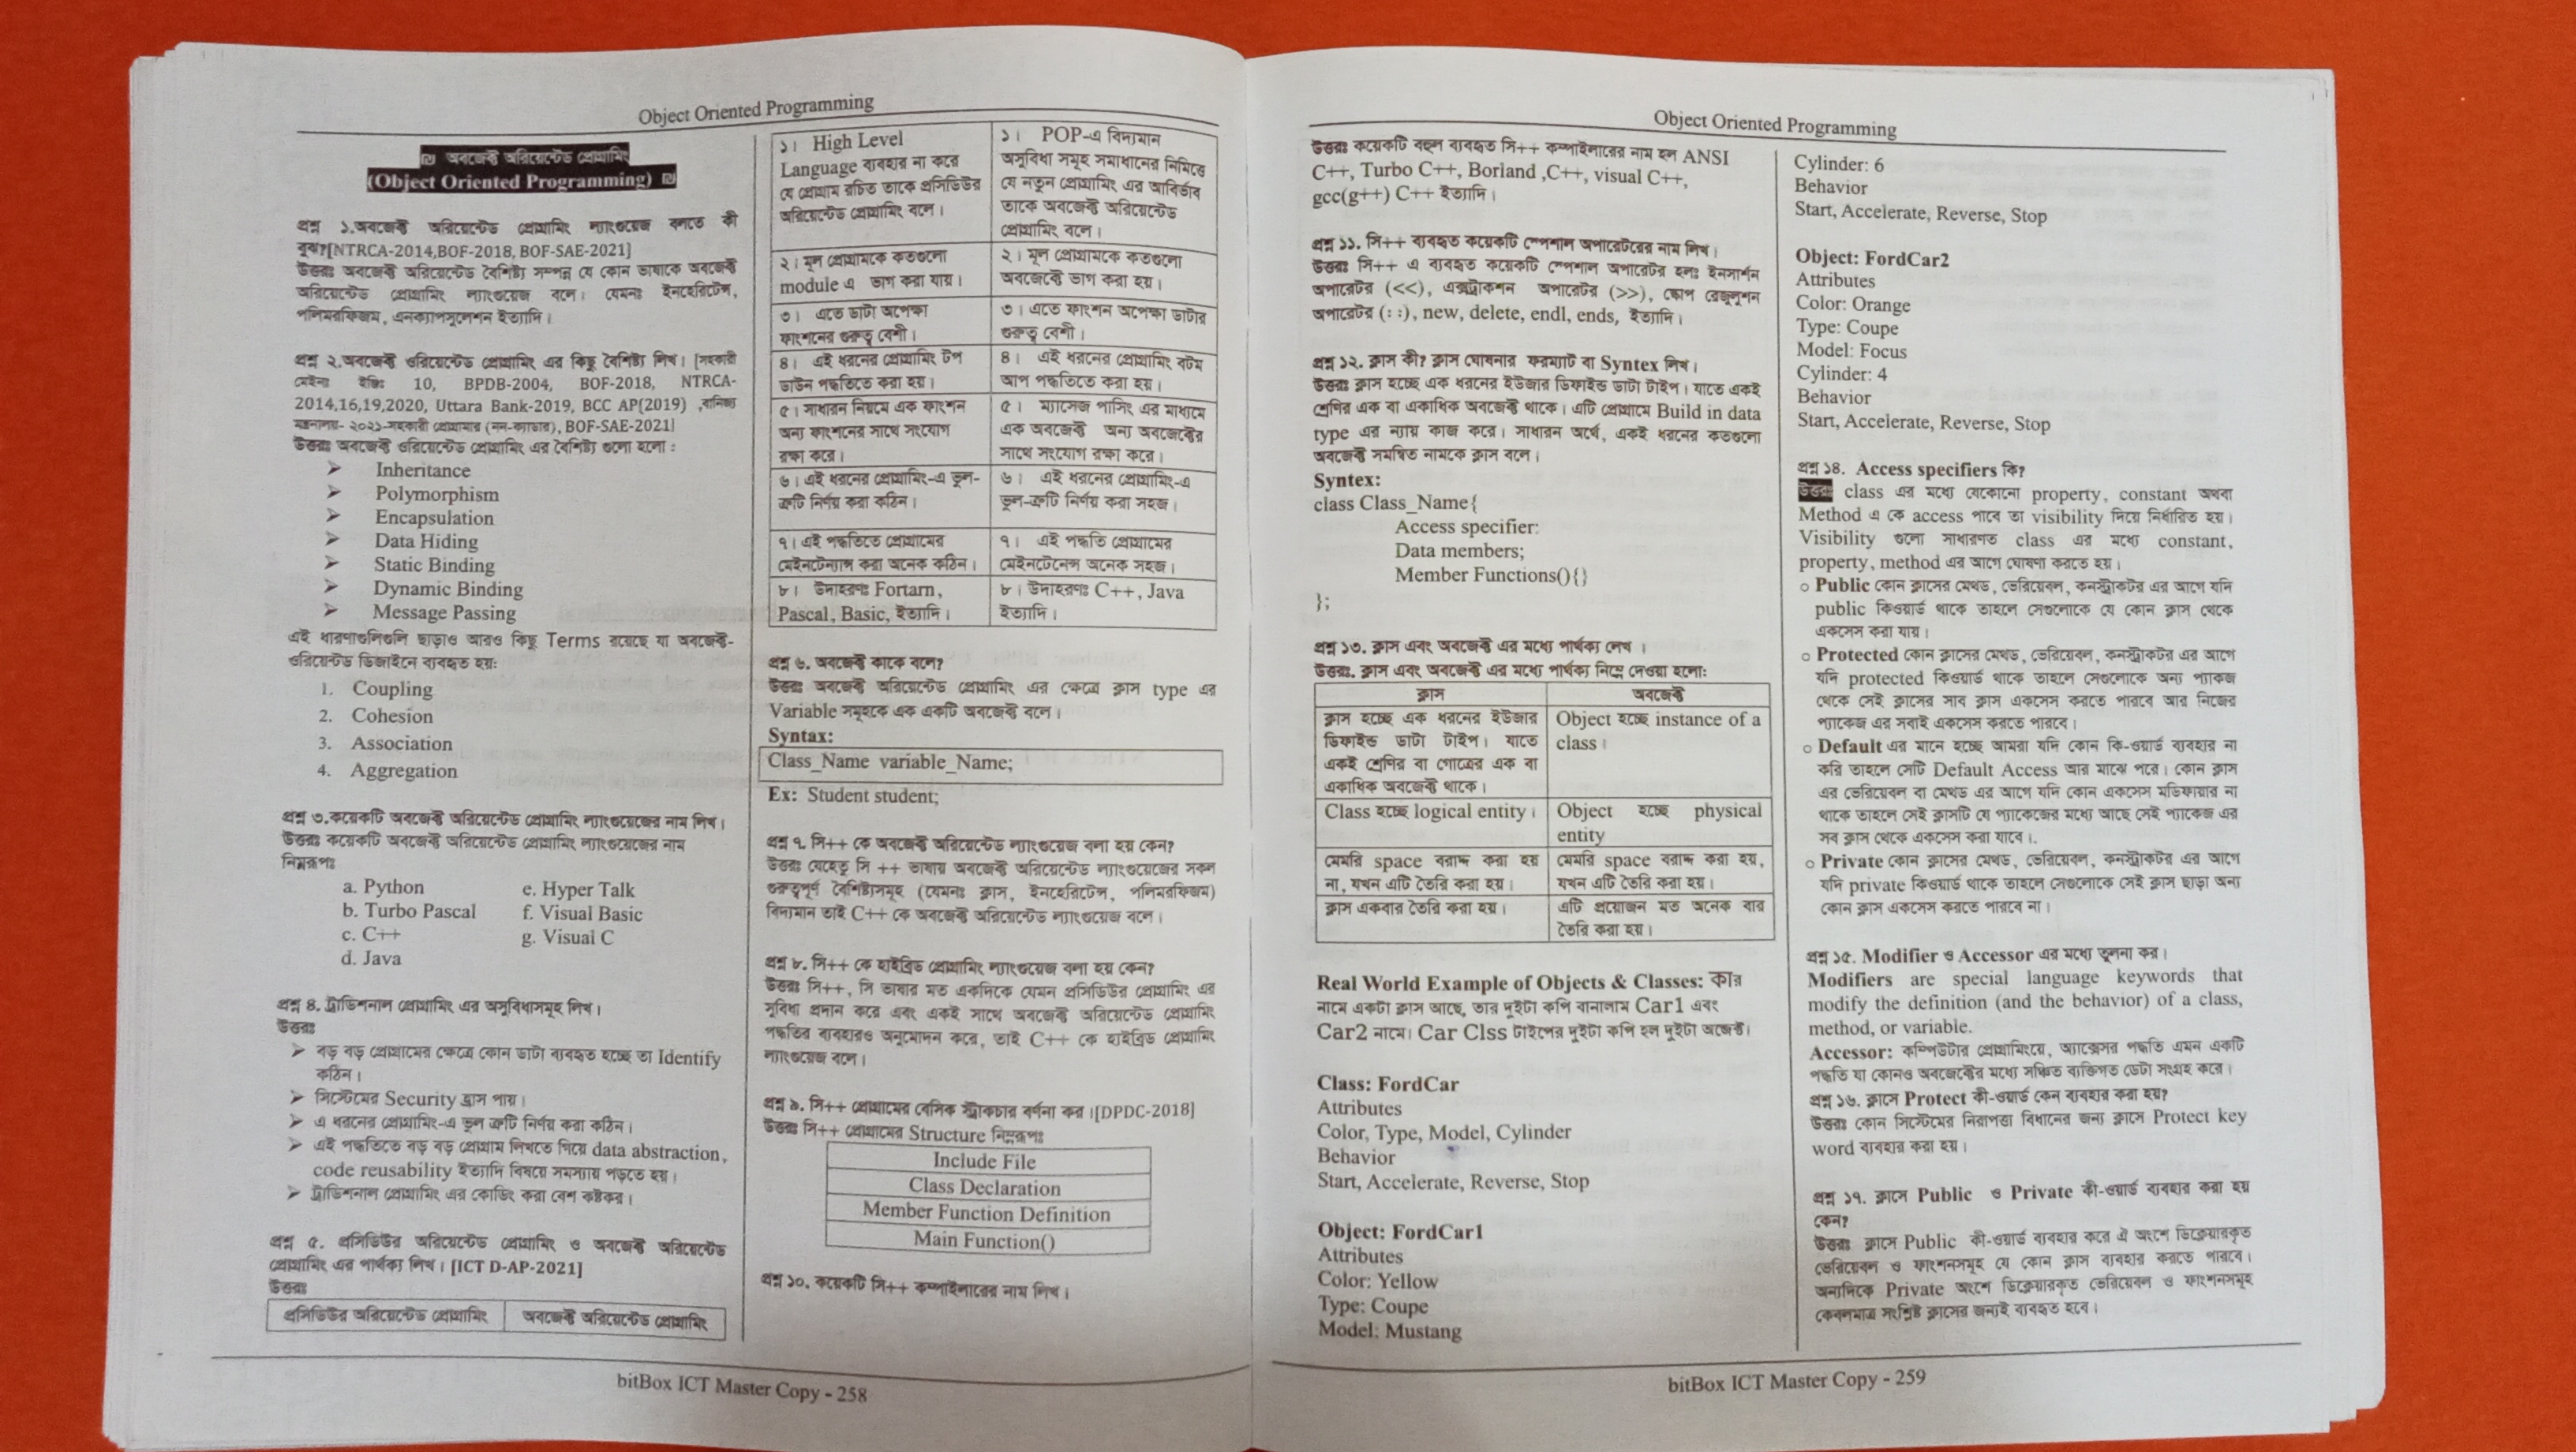 Object Oriented Programming
অবজেক্ট অরিয়েন্টেড প্রোগ্রামিং
(Object Oriented Programming)
প্রশ্ন ১.অবজেক্ট অরিয়েন্টেড প্রোগ্রামিং ল্যাংগুয়েজ বলতে কী
বুঝ?[NTRCA-2014,BOF-2018, BOF-SAE-2021]
উত্তরঃ অবজেক্ট অরিয়েন্টেড বৈশিষ্ট্য সম্পন্ন যে কোন ভাষাকে অবজেক্ট
অরিয়েন্টেড প্রোগ্রামিং ল্যাংগুয়েজ বলে। যেমনঃ ইনহেরিটেন্স,
পলিমরফিজম, এনক্যাপসুলেশন ইত্যাদি।
প্রশ্ন ২.অবজেক্ট ওরিয়েন্টেড প্রোগ্রামিং এর কিছু বৈশিষ্ট্য লিখ। [সহকারী
মেইনঃ ইঞ্জিঃ 10, BPDB-2004, BOF-2018, NTRCA-
2014,16,19,2020, Uttara Bank-2019, BCC AP(2019) ,বানিজ্য
মন্ত্রনালয়- ২০২১-সহকারী প্রোগ্রামার (নন-ক্যাডার), BOF-SAE-2021]
উত্তরঃ অবজেক্ট ওরিয়েন্টেড প্রোগ্রামিং এর বৈশিষ্ট্য গুলো হলো :
➢ Inheritance
➢ Polymorphism
➢ Encapsulation
➢ Data Hiding
➢ Static Binding
➢ Dynamic Binding
➢ Message Passing
এই ধারণাগুলিগুলি ছাড়াও আরও কিছু Terms রয়েছে যা অবজেক্ট-
ওরিয়েন্টেড ডিজাইনে ব্যবহৃত হয়:
1. Coupling
2. Cohesion
3. Association
4. Aggregation
প্রশ্ন ৩.কয়েকটি অবজেক্ট অরিয়েন্টেড প্রোগ্রামিং ল্যাংগুয়েজের নাম লিখ।
উত্তরঃ কয়েকটি অবজেক্ট অরিয়েন্টেড প্রোগ্রামিং ল্যাংগুয়েজের নাম
নিম্নরূপঃ
a. Python e. Hyper Talk
b. Turbo Pascal f. Visual Basic
c. C++ g. Visual C
d. Java
প্রশ্ন ৪. ট্রাডিশনাল প্রোগ্রামিং এর অসুবিধাসমূহ লিখ।
উত্তরঃ
➢ বড় বড় প্রোগ্রামের ক্ষেত্রে কোন ডাটা ব্যবহৃত হচ্ছে তা Identify
কঠিন।
➢ সিস্টেমের Security হ্রাস পায়।
➢ এ ধরনের প্রোগ্রামিং-এ ভুল ত্রুটি নির্ণয় করা কঠিন।
➢ এই পদ্ধতিতে বড় বড় প্রোগ্রাম লিখতে গিয়ে data abstraction,
code reusability ইত্যাদি বিষয়ে সমস্যায় পড়তে হয়।
➢ ট্রাডিশনাল প্রোগ্রামিং এর কোডিং করা বেশ কষ্টকর।
প্রশ্ন ৫. প্রসিডিউর অরিয়েন্টেড প্রোগ্রামিং ও অবজেক্ট অরিয়েন্টেড
প্রোগ্রামিং এর পার্থক্য লিখ। [ICT D-AP-2021]
উত্তরঃ
প্রসিডিউর অরিয়েন্টেড প্রোগ্রামিং অবজেক্ট অরিয়েন্টেড প্রোগ্রামিং
১। High Level
Language ব্যবহার না করে
যে প্রোগ্রাম রচিত তাকে প্রসিডিউর
অরিয়েন্টেড প্রোগ্রামিং বলে।
১। POP-এ বিদ্যমান
অসুবিধা সমূহ সমাধানের নিমিত্তে
যে নতুন প্রোগ্রামিং এর আবির্ভাব
তাকে অবজেক্ট অরিয়েন্টেড
প্রোগ্রামিং বলে।
২। মূল প্রোগ্রামকে কতগুলো
module এ ভাগ করা যায়।
২। মূল প্রোগ্রামকে কতগুলো
অবজেক্টে ভাগ করা হয়।
৩। এতে ডাটা অপেক্ষা
ফাংশনের গুরুত্ব বেশী।
৩। এতে ফাংশন অপেক্ষা ডাটার
গুরুত্ব বেশী।
৪। এই ধরনের প্রোগ্রামিং টপ
ডাউন পদ্ধতিতে করা হয়।
৪। এই ধরনের প্রোগ্রামিং বটম
আপ পদ্ধতিতে করা হয়।
৫। সাধারন নিয়মে এক ফাংশন
অন্য ফাংশনের সাথে সংযোগ
রক্ষা করে।
৫। ম্যাসেজ পাসিং এর মাধ্যমে
এক অবজেক্ট অন্য অবজেক্টের
সাথে সংযোগ রক্ষা করে।
৬। এই ধরনের প্রোগ্রামিং-এ ভুল-
ত্রুটি নির্ণয় করা কঠিন।
৬। এই ধরনের প্রোগ্রামিং-এ
ভুল-ত্রুটি নির্ণয় করা সহজ।
৭। এই পদ্ধতিতে প্রোগ্রামের
মেইনটেন্যান্স করা অনেক কঠিন।
৭। এই পদ্ধতি প্রোগ্রামের
মেইনটেনেন্স অনেক সহজ।
৮। উদাহরণঃ Fortarn,
Pascal, Basic, ইত্যাদি।
৮। উদাহরণঃ C++, Java
ইত্যাদি।
প্রশ্ন ৬. অবজেক্ট কাকে বলে?
উত্তরঃ অবজেক্ট অরিয়েন্টেড প্রোগ্রামিং এর ক্ষেত্রে ক্লাস type এর
Variable সমূহকে এক একটি অবজেক্ট বলে।
Syntax:
Class_Name variable_Name;
Ex: Student student;
প্রশ্ন ৭. সি++ কে অবজেক্ট অরিয়েন্টেড ল্যাংগুয়েজ বলা হয় কেন?
উত্তরঃ যেহেতু সি ++ ভাষায় অবজেক্ট অরিয়েন্টেড ল্যাংগুয়েজের সকল
গুরুত্বপূর্ণ বৈশিষ্ট্যসমূহ (যেমনঃ ক্লাস, ইনহেরিটেন্স, পলিমরফিজম)
বিদ্যমান তাই C++ কে অবজেক্ট অরিয়েন্টেড ল্যাংগুয়েজ বলে।
প্রশ্ন ৮. সি++ কে হাইব্রিড প্রোগ্রামিং ল্যাংগুয়েজ বলা হয় কেন?
উত্তরঃ সি++, সি ভাষার মত একদিকে যেমন প্রসিডিউর প্রোগ্রামিং এর
সুবিধা প্রদান করে এবং একই সাথে অবজেক্ট অরিয়েন্টেড প্রোগ্রামিং
পদ্ধতির ব্যবহারও অনুমোদন করে, তাই C++ কে হাইব্রিড প্রোগ্রামিং
ল্যাংগুয়েজ বলে।
প্রশ্ন ৯. সি++ প্রোগ্রামের বেসিক স্ট্রাকচার বর্ণনা কর।[DPDC-2018]
উত্তরঃ সি++ প্রোগ্রামের Structure নিম্নরূপঃ
Include File
Class Declaration
Member Function Definition
Main Function()
প্রশ্ন ১০. কয়েকটি সি++ কম্পাইলারের নাম লিখ।
bitBox ICT Master Copy - 258
Object Oriented Programming
উত্তরঃ কয়েকটি বহুল ব্যবহৃত সি++ কম্পাইলারের নাম হল ANSI
C++, Turbo C++, Borland ,C++, visual C++,
gcc(g++) C++ ইত্যাদি।
প্রশ্ন ১১. সি++ ব্যবহৃত কয়েকটি স্পেশাল অপারেটরের নাম লিখ।
উত্তরঃ সি++ এ ব্যবহৃত কয়েকটি স্পেশাল অপারেটর হলঃ ইনসার্শন
অপারেটর (<<), এক্সট্রাকশন অপারেটর (>>), স্কোপ রেজুলুশন
অপারেটর (: :), new, delete, endl, ends, ইত্যাদি।
প্রশ্ন ১২. ক্লাস কী? ক্লাস ঘোষনার ফরম্যাট বা Syntex লিখ।
উত্তরঃ ক্লাস হচ্ছে এক ধরনের ইউজার ডিফাইন্ড ডাটা টাইপ। যাতে একই
শ্রেণির এক বা একাধিক অবজেক্ট থাকে। এটি প্রোগ্রামে Build in data
type এর ন্যায় কাজ করে। সাধারন অর্থে, একই ধরনের কতগুলো
অবজেক্ট সমন্বিত নামকে ক্লাস বলে।
Syntex:
class Class_Name{
Access specifier:
Data members;
Member Functions(){}
};
প্রশ্ন ১৩. ক্লাস এবং অবজেক্ট এর মধ্যে পার্থক্য লেখ ।
উত্তর. ক্লাস এবং অবজেক্ট এর মধ্যে পার্থক্য নিম্নে দেওয়া হলো:
ক্লাস অবজেক্ট
ক্লাস হচ্ছে এক ধরনের ইউজার
ডিফাইন্ড ডাটা টাইপ। যাতে
একই শ্রেণির বা গোত্রের এক বা
একাধিক অবজেক্ট থাকে।
Object হচ্ছে instance of a
class।
Class হচ্ছে logical entity।
Object হচ্ছে physical
entity
মেমরি space বরাদ্দ করা হয়
না, যখন এটি তৈরি করা হয়।
মেমরি space বরাদ্দ করা হয়,
যখন এটি তৈরি করা হয়।
ক্লাস একবার তৈরি করা হয়।
এটি প্রয়োজন মত অনেক বার
তৈরি করা হয়।
Real World Example of Objects & Classes: কার
নামে একটা ক্লাস আছে, তার দুইটা কপি বানালাম Car1 এবং
Car2 নামে। Car Clss টাইপের দুইটা কপি হল দুইটা অজেক্ট।
Class: FordCar
Attributes
Color, Type, Model, Cylinder
Behavior
Start, Accelerate, Reverse, Stop
Object: FordCar1
Attributes
Color: Yellow
Type: Coupe
Model: Mustang
Cylinder: 6
Behavior
Start, Accelerate, Reverse, Stop
Object: FordCar2
Attributes
Color: Orange
Type: Coupe
Model: Focus
Cylinder: 4
Behavior
Start, Accelerate, Reverse, Stop
প্রশ্ন ১৪. Access specifiers কি?
উত্তরঃ class এর মধ্যে যেকোনো property, constant অথবা
Method এ কে access পাবে তা visibility দিয়ে নির্ধারিত হয়।
Visibility গুলো সাধারণত class এর মধ্যে constant,
property, method এর আগে ঘোষণা করতে হয়।
o Public কোন ক্লাসের মেথড, ভেরিয়েবল, কনস্ট্রাকটর এর আগে যদি
public কিওয়ার্ড থাকে তাহলে সেগুলোকে যে কোন ক্লাস থেকে
একসেস করা যায়।
o Protected কোন ক্লাসের মেথড, ভেরিয়েবল, কনস্ট্রাকটর এর আগে
যদি protected কিওয়ার্ড থাকে তাহলে সেগুলোকে অন্য প্যাকজ
থেকে সেই ক্লাসের সাব ক্লাস একসেস করতে পারবে আর নিজের
প্যাকেজ এর সবাই একসেস করতে পারবে।
o Default এর মানে হচ্ছে আমরা যদি কোন কি-ওয়ার্ড ব্যবহার না
করি তাহলে সেটি Default Access আর মাঝে পরে। কোন ক্লাস
এর ভেরিয়েবল বা মেথড এর আগে যদি কোন একসেস মডিফায়ার না
থাকে তাহলে সেই ক্লাসটি যে প্যাকেজের মধ্যে আছে সেই প্যাকেজ এর
সব ক্লাস থেকে একসেস করা যাবে।.
o Private কোন ক্লাসের মেথড, ভেরিয়েবল, কনস্ট্রাকটর এর আগে
যদি private কিওয়ার্ড থাকে তাহলে সেগুলোকে সেই ক্লাস ছাড়া অন্য
কোন ক্লাস একসেস করতে পারবে না।
প্রশ্ন ১৫. Modifier ও Accessor এর মধ্যে তুলনা কর।
Modifiers are special language keywords that
modify the definition (and the behavior) of a class,
method, or variable.
Accessor: কম্পিউটার প্রোগ্রামিংয়ে, অ্যাক্সেসর পদ্ধতি এমন একটি
পদ্ধতি যা কোনও অবজেক্টের মধ্যে সঞ্চিত ব্যক্তিগত ডেটা সংগ্রহ করে।
প্রশ্ন ১৬. ক্লাসে Protect কী-ওয়ার্ড কেন ব্যবহার করা হয়?
উত্তরঃ কোন সিস্টেমের নিরাপত্তা বিধানের জন্য ক্লাসে Protect key
word ব্যবহার করা হয়।
প্রশ্ন ১৭. ক্লাসে Public ও Private কী-ওয়ার্ড ব্যবহার করা হয়
কেন?
উত্তরঃ ক্লাসে Public কী-ওয়ার্ড ব্যবহার করে ঐ অংশে ডিক্লেয়ারকৃত
ভেরিয়েবল ও ফাংশনসমূহ যে কোন ক্লাস ব্যবহার করতে পারবে।
অন্যদিকে Private অংশে ডিক্লেয়ারকৃত ভেরিয়েবল ও ফাংশনসমূহ
কেবলমাত্র সংশ্লিষ্ট ক্লাসের জন্যই ব্যবহৃত হবে।
bitBox ICT Master Copy - 259